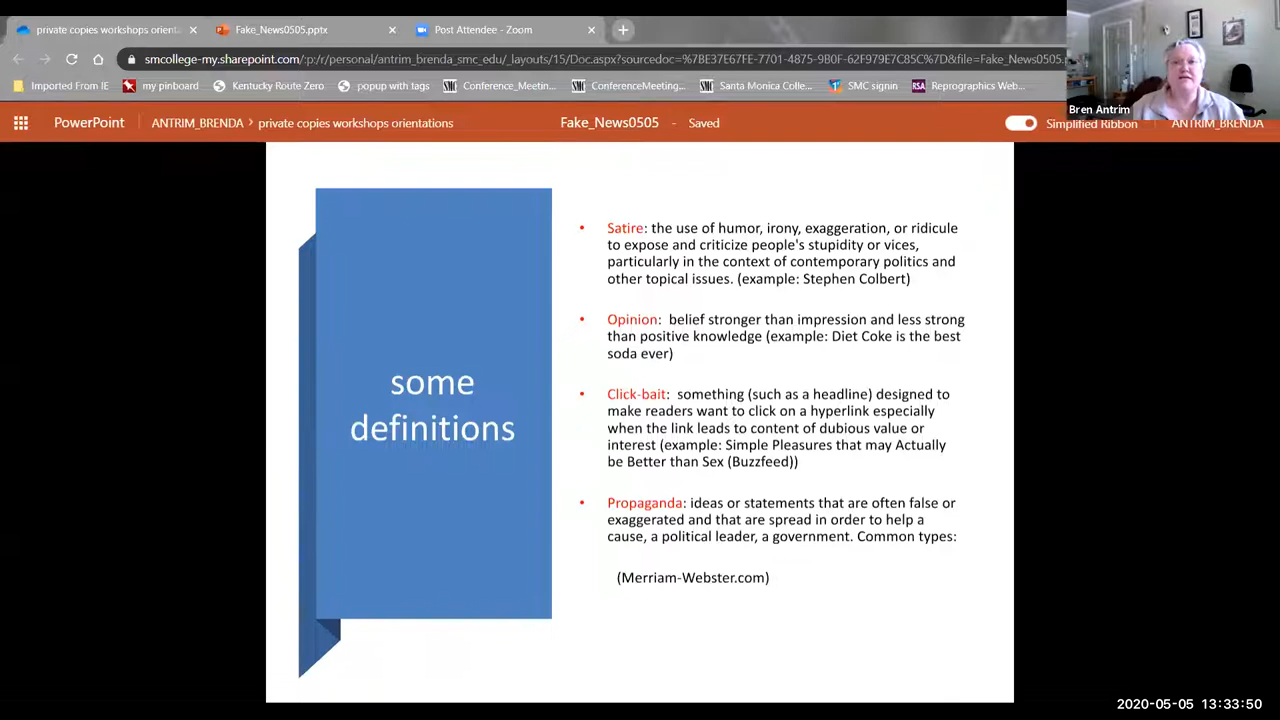 private copies workshops orientati
Fake_News0505.pptx
Post Attendee - Zoom
smcollege-my.sharepoint.com/:p:/r/personal/antrim_brenda_smc_edu/_layouts/15/Doc.aspx?sourcedoc=%7BE37E67FE-7701-4875-9B0F-62F979E7C85C%7D&file=Fake_News0505.
Imported From IE
my pinboard
Kentucky Route Zero
popup with tags
Conference_Meetin...
ConferenceMeeting...
Santa Monica Colle...
SMC signin
Reprographics Web...
Bren Antrim
PowerPoint
ANTRIM_BRENDA > private copies workshops orientations
Fake_News0505 - Saved
Simplified Ribbon
ANTRIM_BRENDA
some
definitions
• Satire: the use of humor, irony, exaggeration, or ridicule
to expose and criticize people's stupidity or vices,
particularly in the context of contemporary politics and
other topical issues. (example: Stephen Colbert)
• Opinion: belief stronger than impression and less strong
than positive knowledge (example: Diet Coke is the best
soda ever)
• Click-bait: something (such as a headline) designed to
make readers want to click on a hyperlink especially
when the link leads to content of dubious value or
interest (example: Simple Pleasures that may Actually
be Better than Sex (Buzzfeed))
• Propaganda: ideas or statements that are often false or
exaggerated and that are spread in order to help a
cause, a political leader, a government. Common types:
(Merriam-Webster.com)
2020-05-05 13:33:50